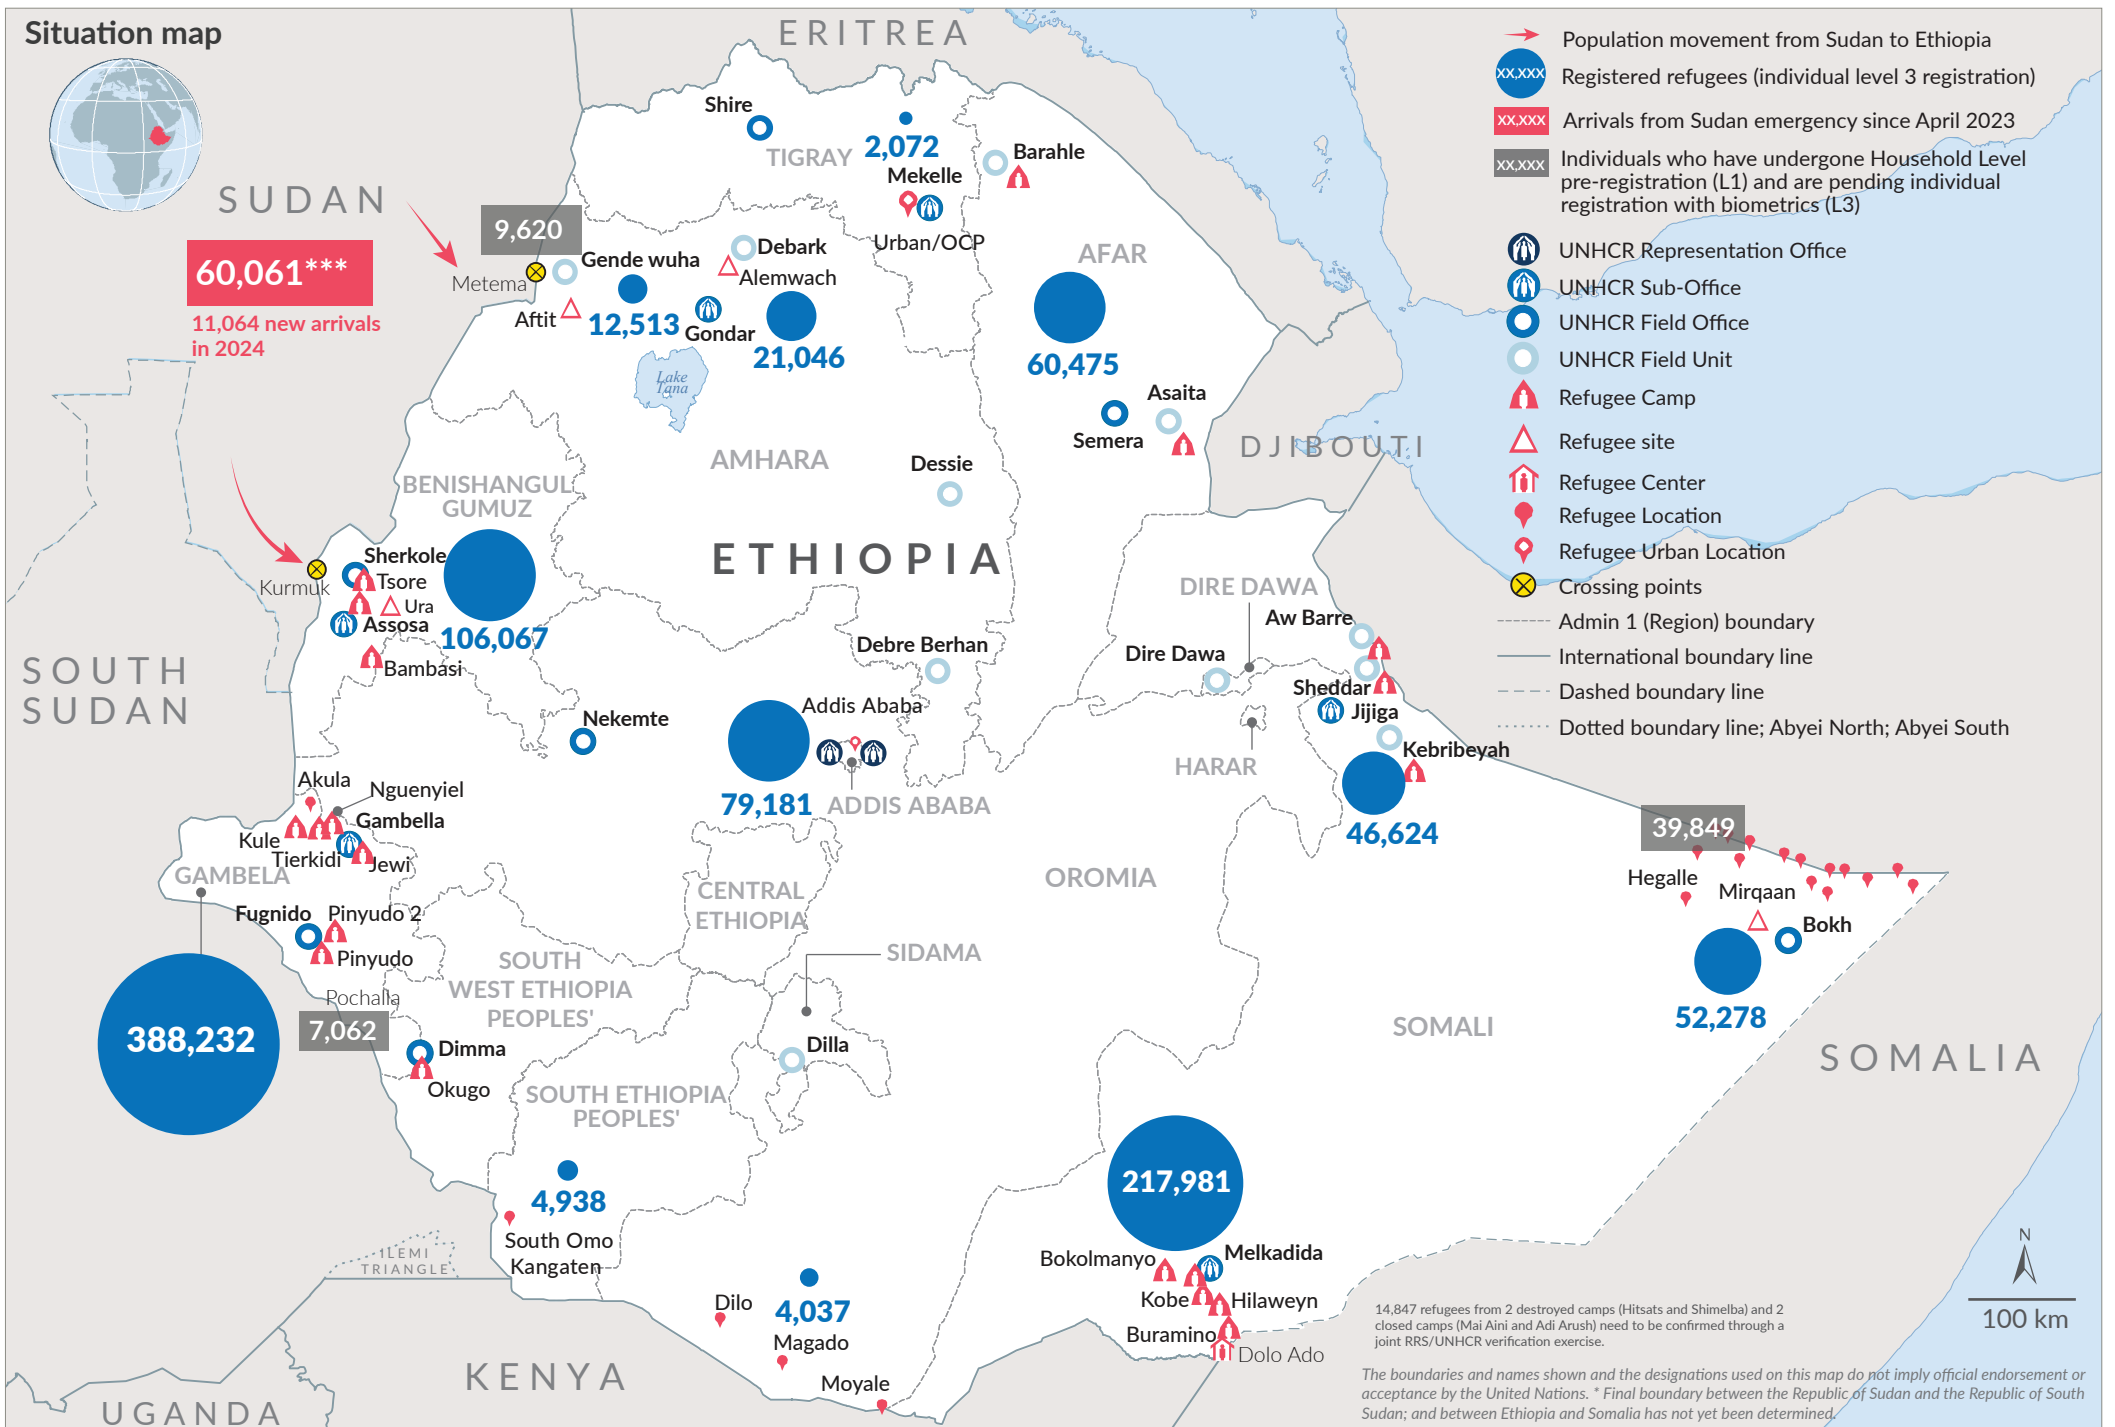 Situation map
ERITREA
SUDAN
60,061***
11,064 new arrivals
in 2024
Population movement from Sudan to Ethiopia
XX,XXX
Registered refugees (individual level 3 registration)
XX,XXX
Arrivals from Sudan emergency since April 2023
XX,XXX
Individuals who have undergone Household Level
pre-registration (L1) and are pending individual
registration with biometrics (L3)
UNHCR Representation Office
UNHCR Sub-Office
UNHCR Field Office
UNHCR Field Unit
Refugee Camp
Refugee site
Refugee Center
Refugee Location
Refugee Urban Location
Crossing points
Admin 1 (Region) boundary
International boundary line
Dashed boundary line
Dotted boundary line; Abyei North; Abyei South
Shire
TIGRAY
2,072
Mekelle
Urban/OCP
Barahle
AFAR
9,620
Metema
Gende wuha
Debark
Alemwach
Aftit
12,513
Gondar
21,046
Lake
Tana
60,475
Asaita
Semera
DJIBOUTI
AMHARA
Dessie
BENISHANGUL
GUMUZ
ETHIOPIA
Sherkole
Kurmuk
Tsore
Ura
Assosa
106,067
Bambasi
SOUTH
SUDAN
DIRE DAWA
Aw Barre
Debre Berhan
Dire Dawa
Sheddar
Jijiga
Kebribeyah
HARAR
46,624
Nekemte
Addis Ababa
79,181
ADDIS ABABA
Akula
Nguenyiel
Gambella
Kule
Tierkidi
Jewi
GAMBELA
Fugnido
Pinyudo 2
Pinyudo
Pochalla
7,062
388,232
Dimma
Okugo
CENTRAL
ETHIOPIA
OROMIA
SOUTH
WEST ETHIOPIA
PEOPLES'
SIDAMA
Dilla
SOUTH ETHIOPIA
PEOPLES'
4,938
South Omo
Kangaten
ILEMI
TRIANGLE
39,849
Hegalle
Mirqaan
Bokh
52,278
SOMALI
SOMALIA
217,981
Bokolmanyo
Melkadida
Kobe
Hilaweyn
Buramino
Dolo Ado
Dilo
4,037
Magado
Moyale
KENYA
UGANDA
N
100 km
14,847 refugees from 2 destroyed camps (Hitsats and Shimelba) and 2
closed camps (Mai Aini and Adi Arush) need to be confirmed through a
joint RRS/UNHCR verification exercise.
The boundaries and names shown and the designations used on this map do not imply official endorsement or
acceptance by the United Nations. * Final boundary between the Republic of Sudan and the Republic of South
Sudan; and between Ethiopia and Somalia has not yet been determined.